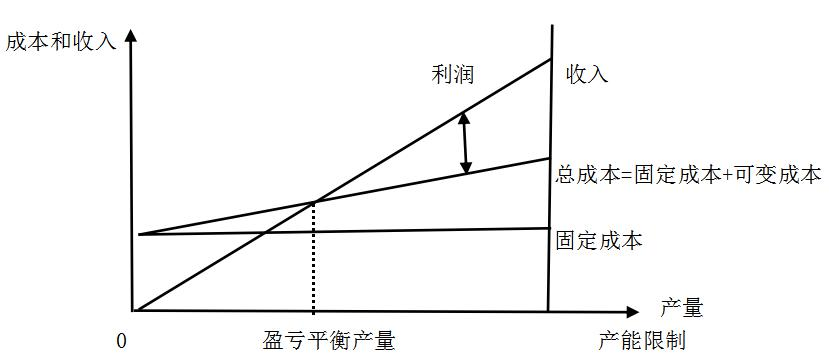 成本和收入
利润
收入
总成本=固定成本+可变成本
固定成本
产量
0
盈亏平衡产量
产能限制